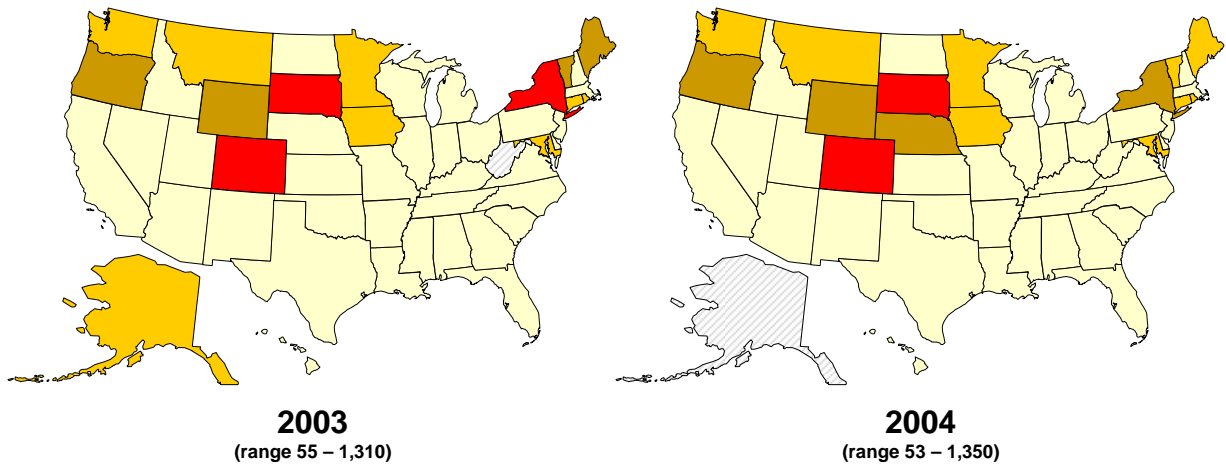 2003
(range 55 – 1,310)
2004
(range 53 – 1,350)